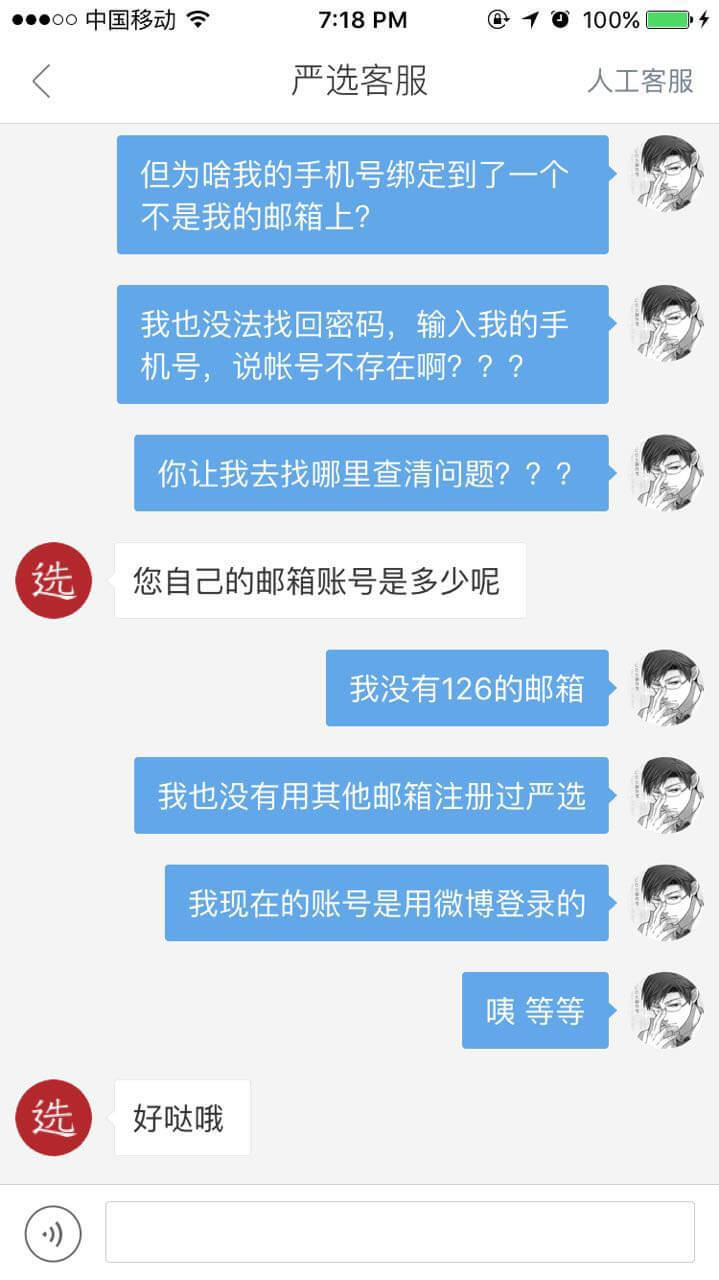 中国移动 7:18 PM 100%
严选客服 人工客服
但为啥我的手机号绑定到了一个
不是我的邮箱上?
我也没法找回密码，输入我的手
机号，说帐号不存在啊？？？
你让我去找哪里查清问题？？？
选
您自己的邮箱账号是多少呢
我没有126的邮箱
我也没有用其他邮箱注册过严选
我现在的账号是用微博登录的
咦 等等
选
好哒哦